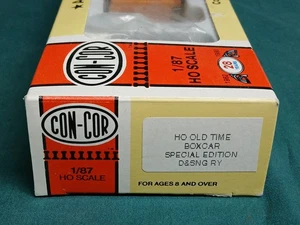 CON-COR
1/87
HO SCALE
28
CON-COR
1/87
HO SCALE
HO OLD TIME
BOXCAR
SPECIAL EDITION
D&SNG RY
FOR AGES 8 AND OVER